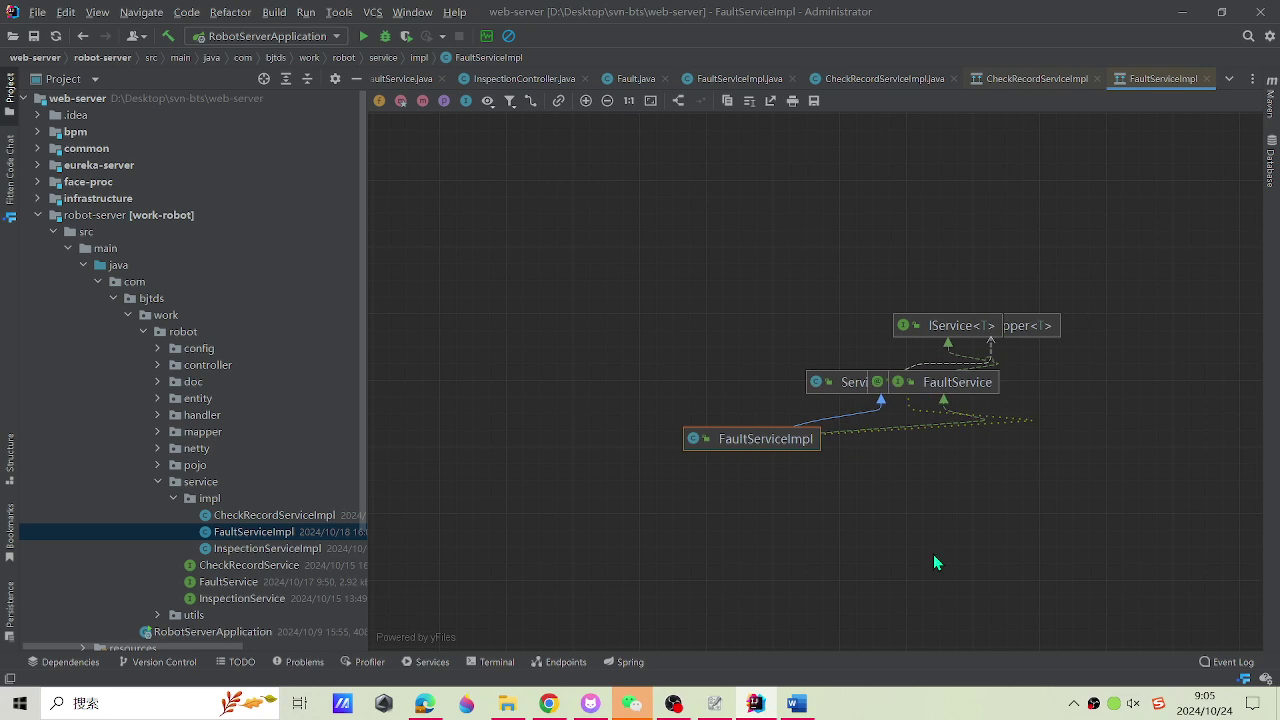 File Edit View Navigate Code Refactor Build Run Tools VCS Window Help web-server [D:\Desktop\svn-bts\web-server] - FaultServiceImpl - Administrator
RobotServerApplication
web-server robot-server src main java com bjtds work robot service impl FaultServiceImpl
Project
aultService.java InspectionController.java Fault.java FaultServiceImpl.java CheckRecordServiceImpl.java CheckRecordServiceImpl FaultServiceImpl
1:1
web-server D:\Desktop\svn-bts\web-server
.idea
bpm
common
eureka-server
face-proc
infrastructure
robot-server [work-robot]
src
main
java
com
bjtds
work
robot
config
controller
doc
entity
handler
mapper
netty
pojo
service
impl
CheckRecordServiceImpl 2024/
FaultServiceImpl 2024/10/18 16:
InspectionServiceImpl 2024/10/
CheckRecordService 2024/10/15 16
FaultService 2024/10/17 9:50, 2.92 k
InspectionService 2024/10/15 13:49
utils
RobotServerApplication 2024/10/9 15:55, 408
resources
Project
Fitten Code Chat
Structure
Bookmarks
Persistence
IService<T> pper<T>
Servi FaultService
FaultServiceImpl
Powered by yFiles
Maven
Database
Dependencies Version Control TODO Problems Profiler Services Terminal Endpoints Spring Event Log
搜索
9:05
2024/10/24